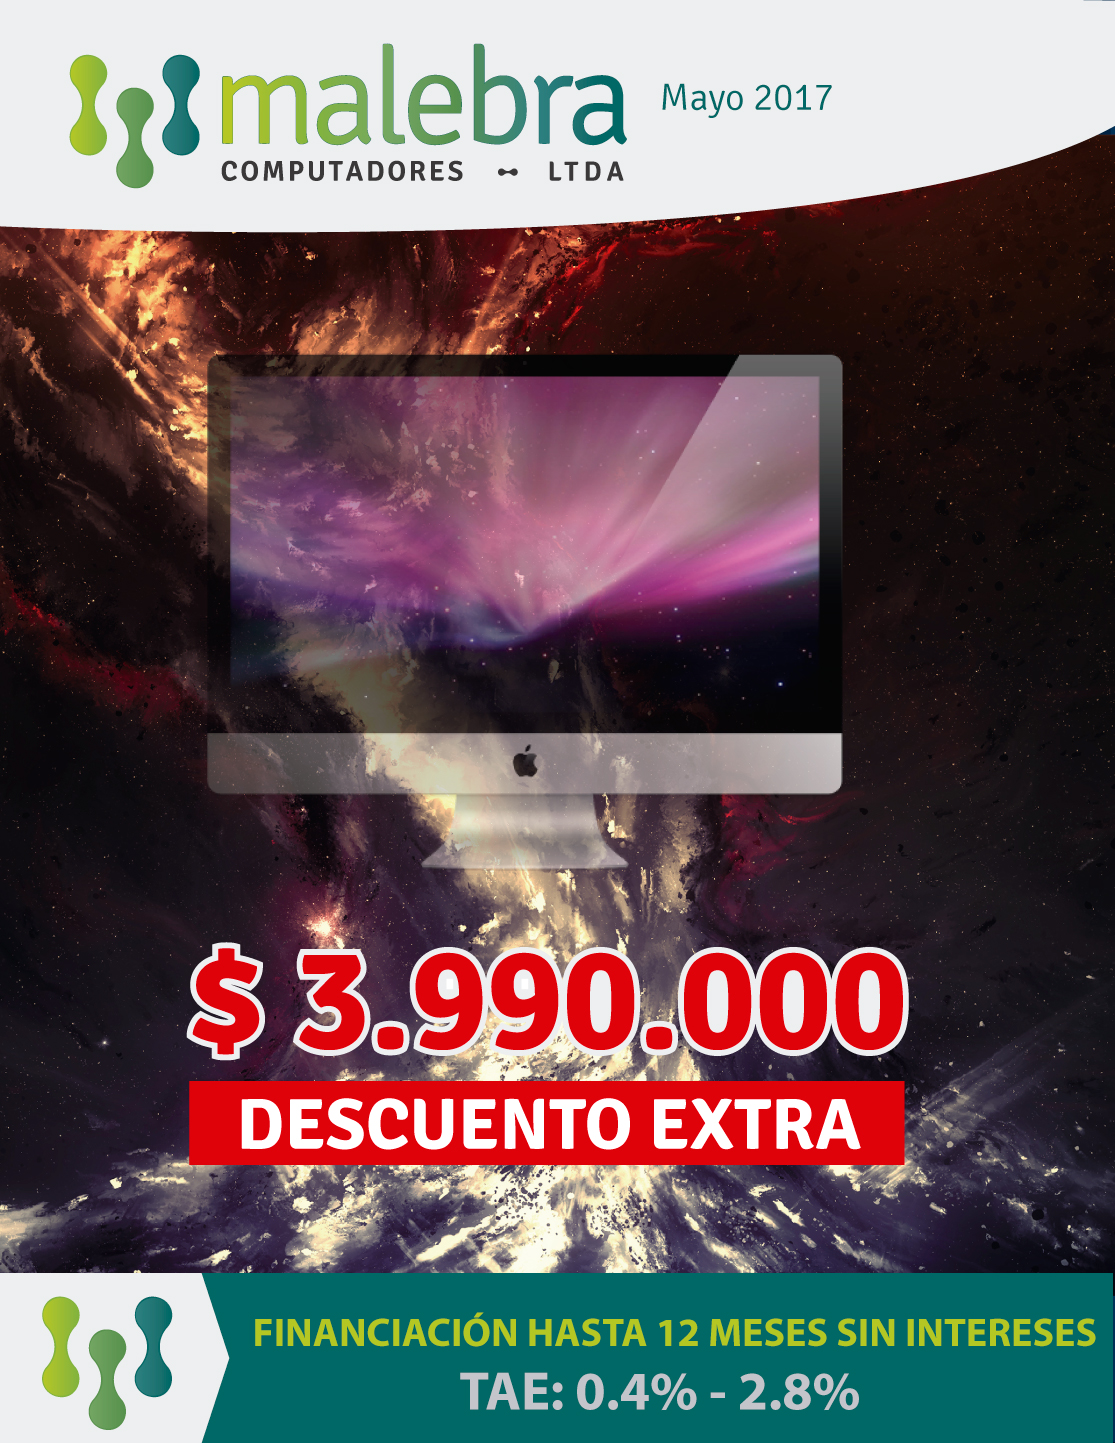 malebra
Mayo 2017
COMPUTADORES LTDA
$ 3.990.000
DESCUENTO EXTRA
FINANCIACIÓN HASTA 12 MESES SIN INTERESES
TAE: 0.4% - 2.8%